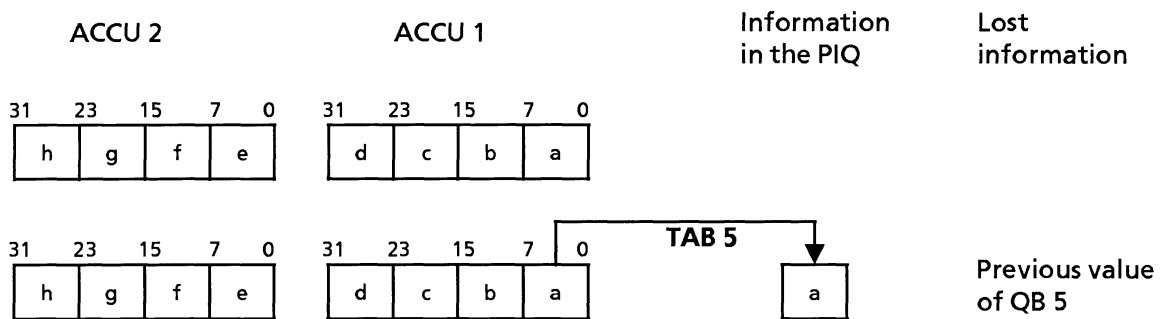 ACCU 2 ACCU 1 Information Lost
in the PIQ information
31 23 15 7 0 31 23 15 7 0
h g f e d c b a
TAB 5
31 23 15 7 0 31 23 15 7 0
h g f e d c b a a Previous value
of QB 5